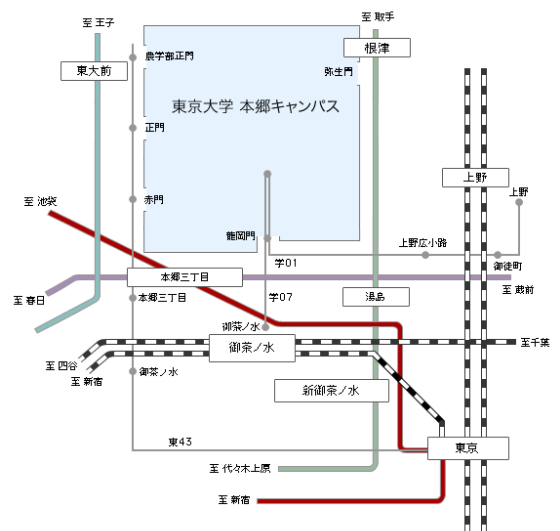 至 王子
至 取手
東大前
農学部正門
根津
弥生門
東京大学 本郷キャンパス
正門
上野
赤門
上野
至 池袋
龍岡門
上野広小路
学01
御徒町
本郷三丁目
至 蔵前
至 春日
本郷三丁目
学07
湯島
御茶ノ水
御茶ノ水
至千葉
至 四谷
至 新宿
御茶ノ水
新御茶ノ水
東43
東京
至 代々木上原
至 新宿